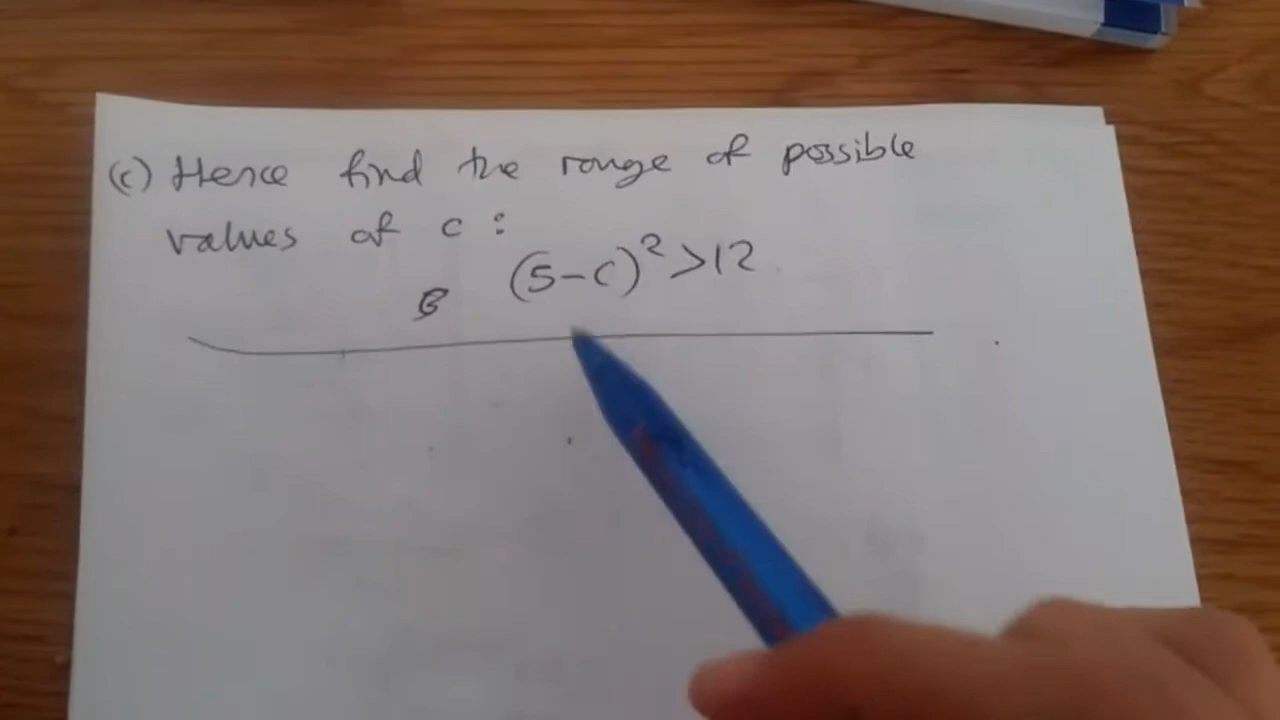 (c) Hence find the range of possible
values of c :
(5-c)²>12